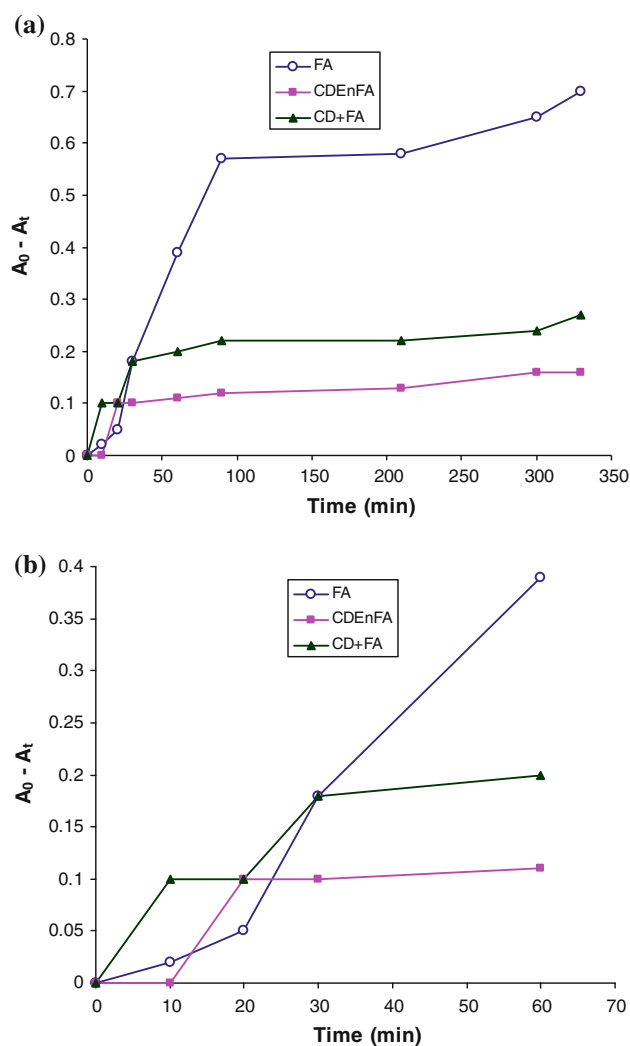 (a)
0.8
0.7
0.6
0.5
0.4
0.3
0.2
0.1
0
A0 - At
FA
CDEnFA
CD+FA
0 50 100 150 200 250 300 350
Time (min)
(b)
0.4
0.35
0.3
0.25
0.2
0.15
0.1
0.05
0
A0 - At
FA
CDEnFA
CD+FA
0 10 20 30 40 50 60 70
Time (min)